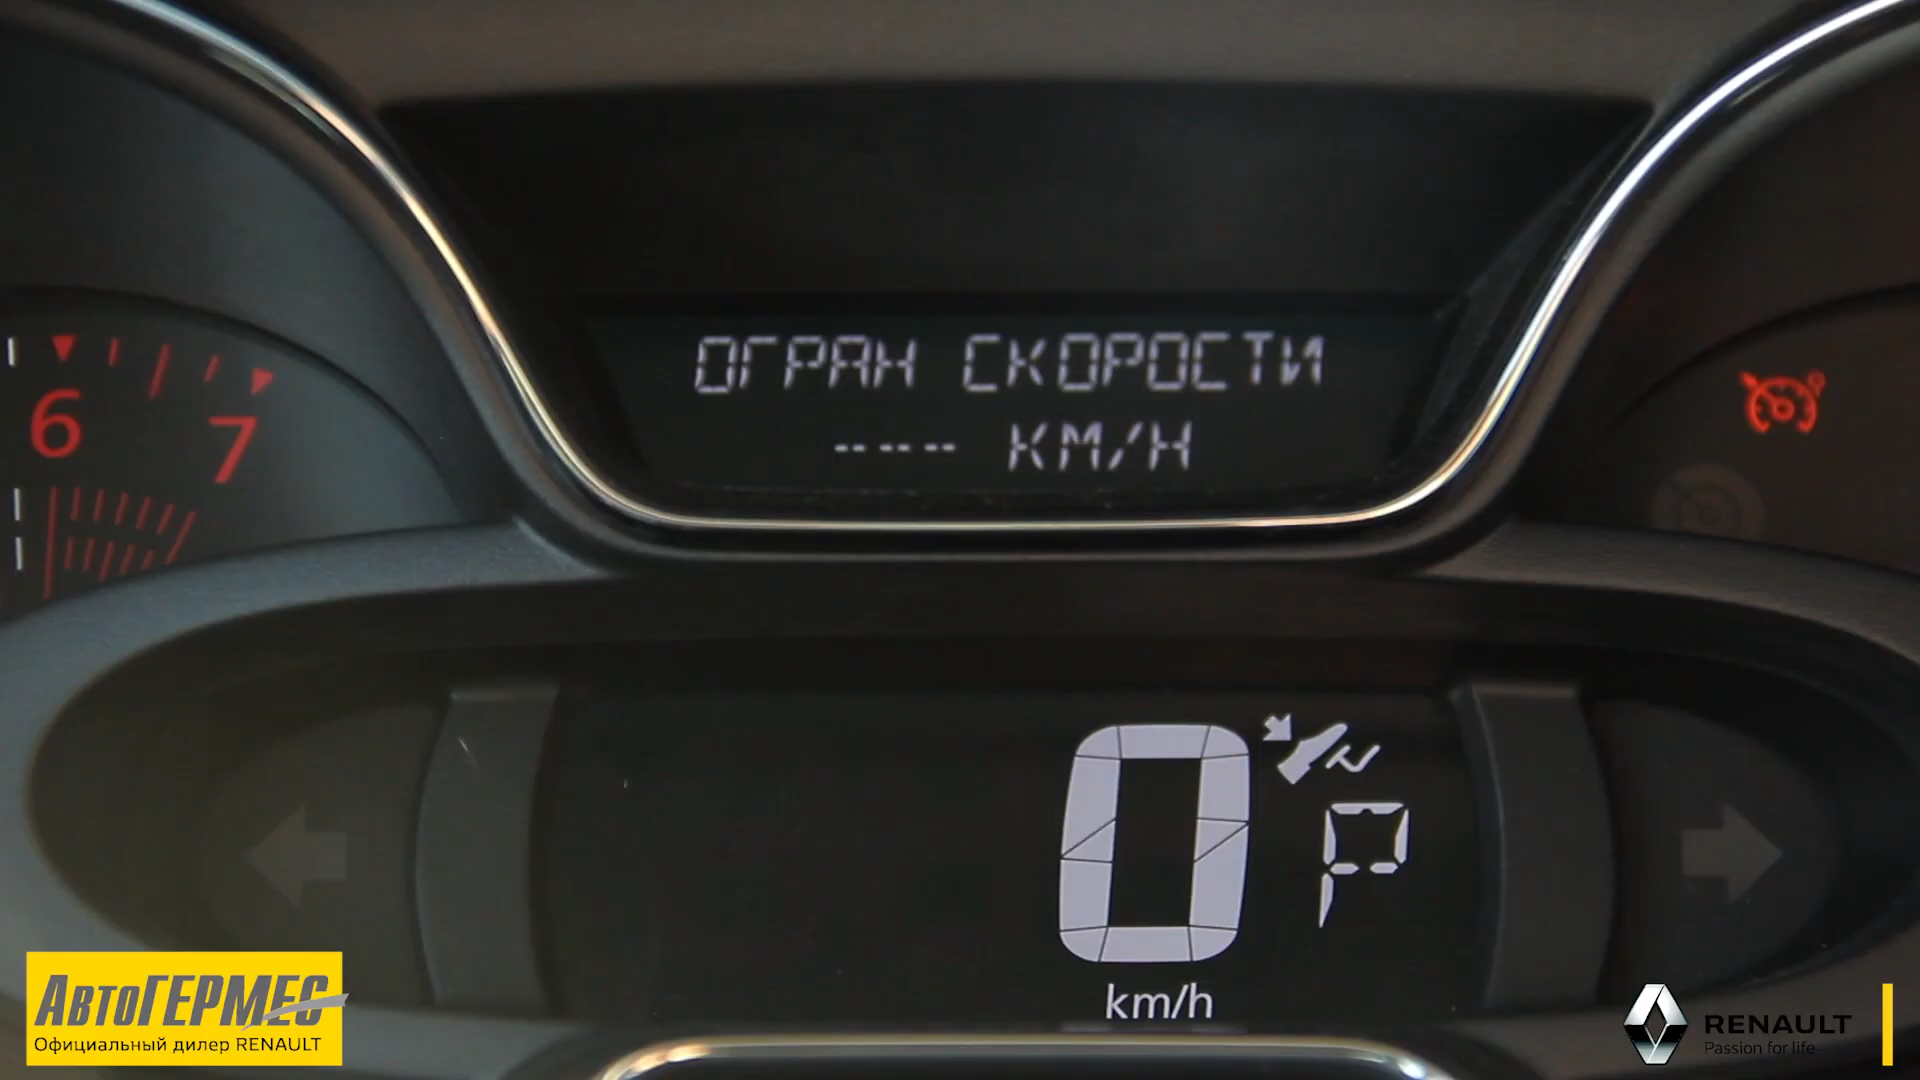 ОГРАН СКОРОСТИ
--- КМ/Н
6
7
0
P
km/h
АвтоГЕРМЕС
Официальный дилер RENAULT
RENAULT
Passion for life